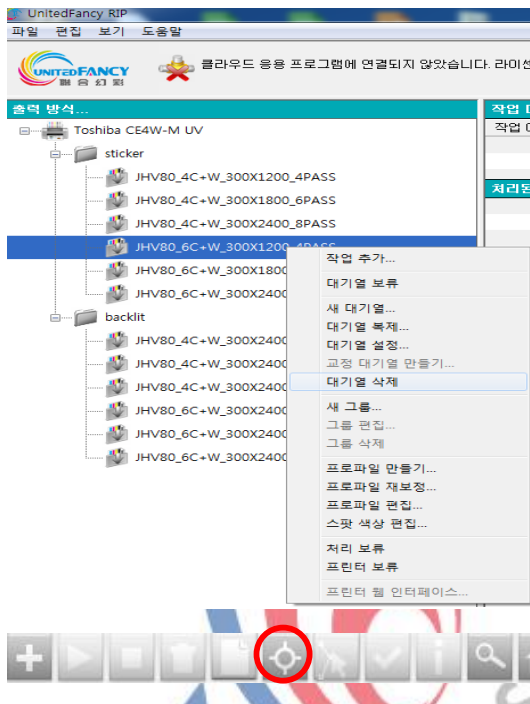 UnitedFancy RIP
파일 편집 보기 도움말
UNITEDFANCY
聯合幻彩
클라우드 응용 프로그램에 연결되지 않았습니다. 라이선
출력 방식...
작업
작업
처리된
Toshiba CE4W-M UV
sticker
JHV80_4C+W_300X1200_4PASS
JHV80_4C+W_300X1800_6PASS
JHV80_4C+W_300X2400_8PASS
JHV80_6C+W_300X1200_4PASS
JHV80_6C+W_300X1800
JHV80_6C+W_300X2400
backlit
JHV80_4C+W_300X2400
JHV80_4C+W_300X2400
JHV80_4C+W_300X2400
JHV80_6C+W_300X2400
JHV80_6C+W_300X2400
JHV80_6C+W_300X2400
작업 추가...
대기열 보류
새 대기열...
대기열 복제...
대기열 설정...
교정 대기열 만들기...
대기열 삭제
새 그룹...
그룹 편집...
그룹 삭제
프로파일 만들기...
프로파일 재보정...
프로파일 편집...
스팟 색상 편집...
처리 보류
프린터 보류
프린터 웹 인터페이스...